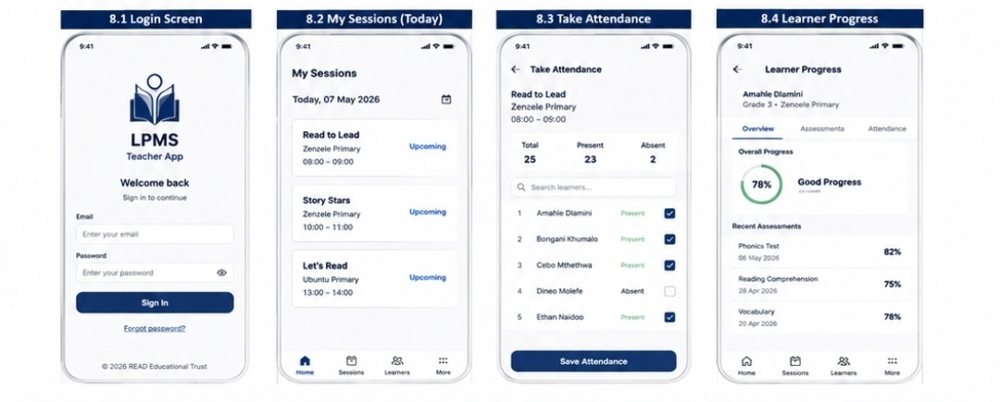 8.1 Login Screen
9:41
LPMS
Teacher App
Welcome back
Sign in to continue
Email
Enter your email
Password
Enter your password
Sign In
Forgot password?
© 2026 READ Educational Trust
8.2 My Sessions (Today)
9:41
My Sessions
Today, 07 May 2026
Read to Lead
Zenzele Primary
08:00 – 09:00
Upcoming
Story Stars
Zenzele Primary
10:00 – 11:00
Upcoming
Let's Read
Ubuntu Primary
13:00 – 14:00
Upcoming
Home Sessions Learners More
8.3 Take Attendance
9:41
← Take Attendance
Read to Lead
Zenzele Primary
08:00 – 09:00
Total Present Absent
25 23 2
Search learners...
1 Amahle Dlamini Present
2 Bongani Khumalo Present
3 Cebo Mthethwa Present
4 Dineo Molefe Absent
5 Ethan Naidoo Present
Save Attendance
8.4 Learner Progress
9:41
← Learner Progress
Amahle Dlamini
Grade 3 • Zenzele Primary
Overview Assessments Attendance
Overall Progress
78% Good Progress
Recent Assessments
Phonics Test
06 May 2026
82%
Reading Comprehension
28 Apr 2026
75%
Vocabulary
20 Apr 2026
78%
Home Sessions Learners More